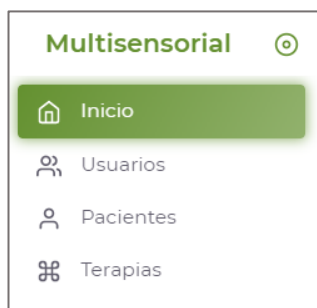 Multisensorial
Inicio
Usuarios
Pacientes
Terapias